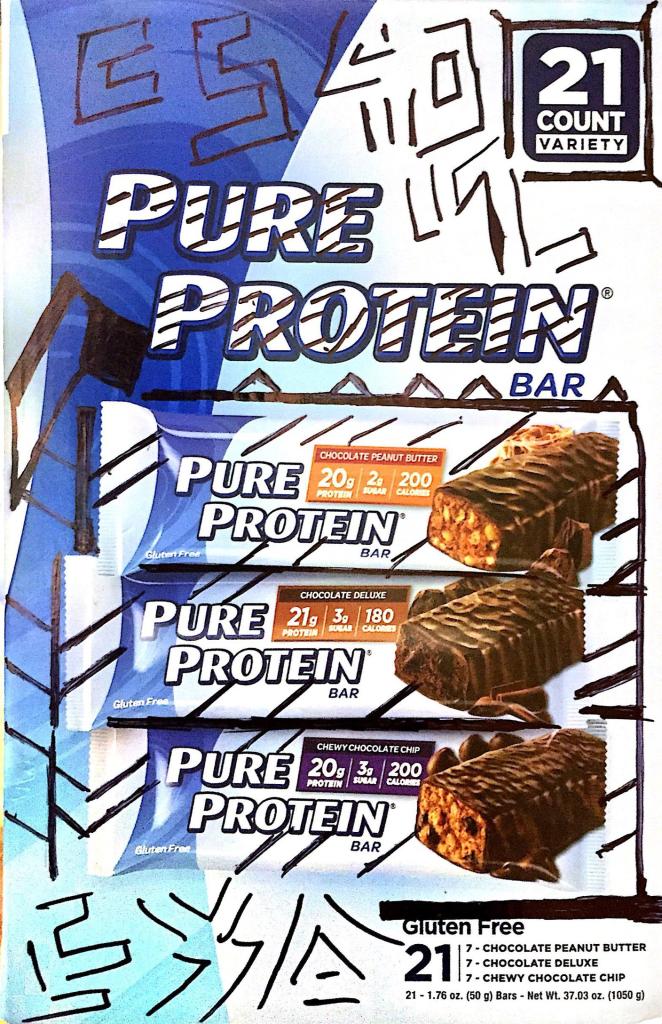 21
COUNT
VARIETY
PURE
PROTEIN®
BAR
CHOCOLATE PEANUT BUTTER
20g PROTEIN 2g SUGAR 200 CALORIES
PURE
PROTEIN®
BAR
Gluten Free
CHOCOLATE DELUXE
21g PROTEIN 3g SUGAR 180 CALORIES
PURE
PROTEIN®
BAR
Gluten Free
CHEWY CHOCOLATE CHIP
20g PROTEIN 3g SUGAR 200 CALORIES
PURE
PROTEIN®
BAR
Gluten Free
Gluten Free
21
7 - CHOCOLATE PEANUT BUTTER
7 - CHOCOLATE DELUXE
7 - CHEWY CHOCOLATE CHIP
21 - 1.76 oz. (50 g) Bars - Net Wt. 37.03 oz. (1050 g)